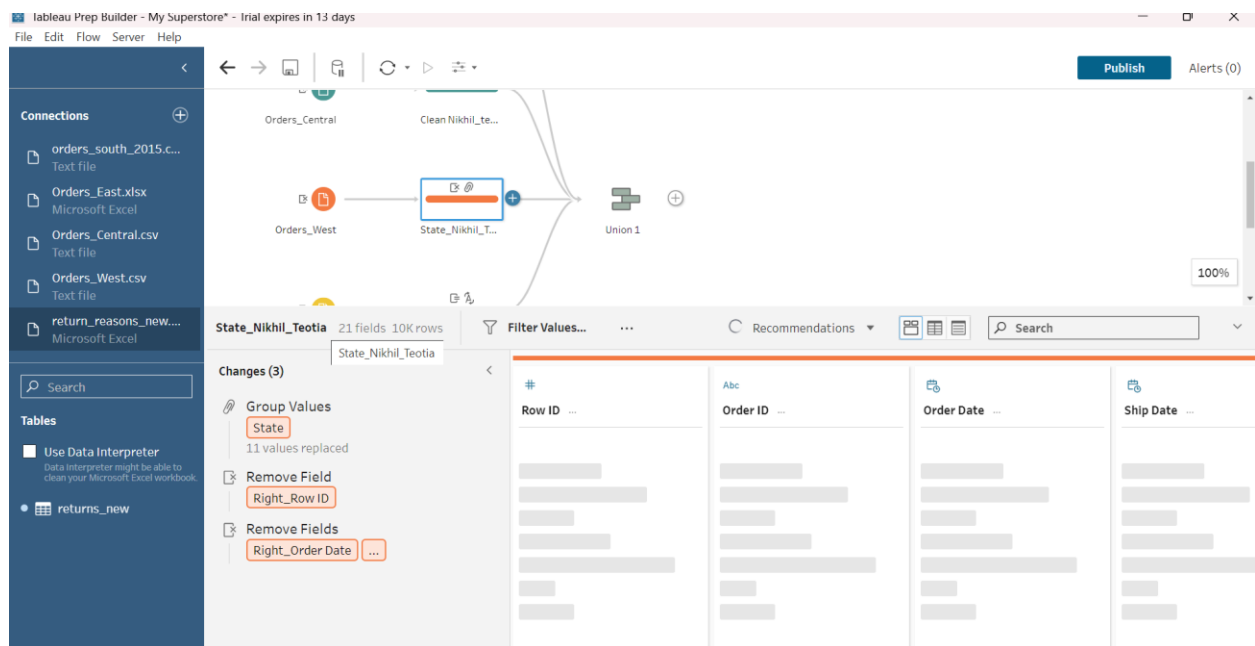 Tableau Prep Builder - My Superstore* - Trial expires in 13 days
File Edit Flow Server Help
Publish
Alerts (0)
Connections
orders_south_2015.c...
Text file
Orders_East.xlsx
Microsoft Excel
Orders_Central.csv
Text file
Orders_West.csv
Text file
return_reasons_new....
Microsoft Excel
Search
Tables
Use Data Interpreter
Data Interpreter might be able to
clean your Microsoft Excel workbook.
returns_new
Orders_Central
Clean Nikhil_te...
Orders_West
State_Nikhil_T...
Union 1
100%
State_Nikhil_Teotia 21 fields 10K rows
Filter Values...
...
Recommendations
Search
State_Nikhil_Teotia
Changes (3)
Group Values
State
11 values replaced
Remove Field
Right_Row ID
Remove Fields
Right_Order Date ...
#
Row ID ...
Abc
Order ID ...
Order Date ...
Ship Date ...